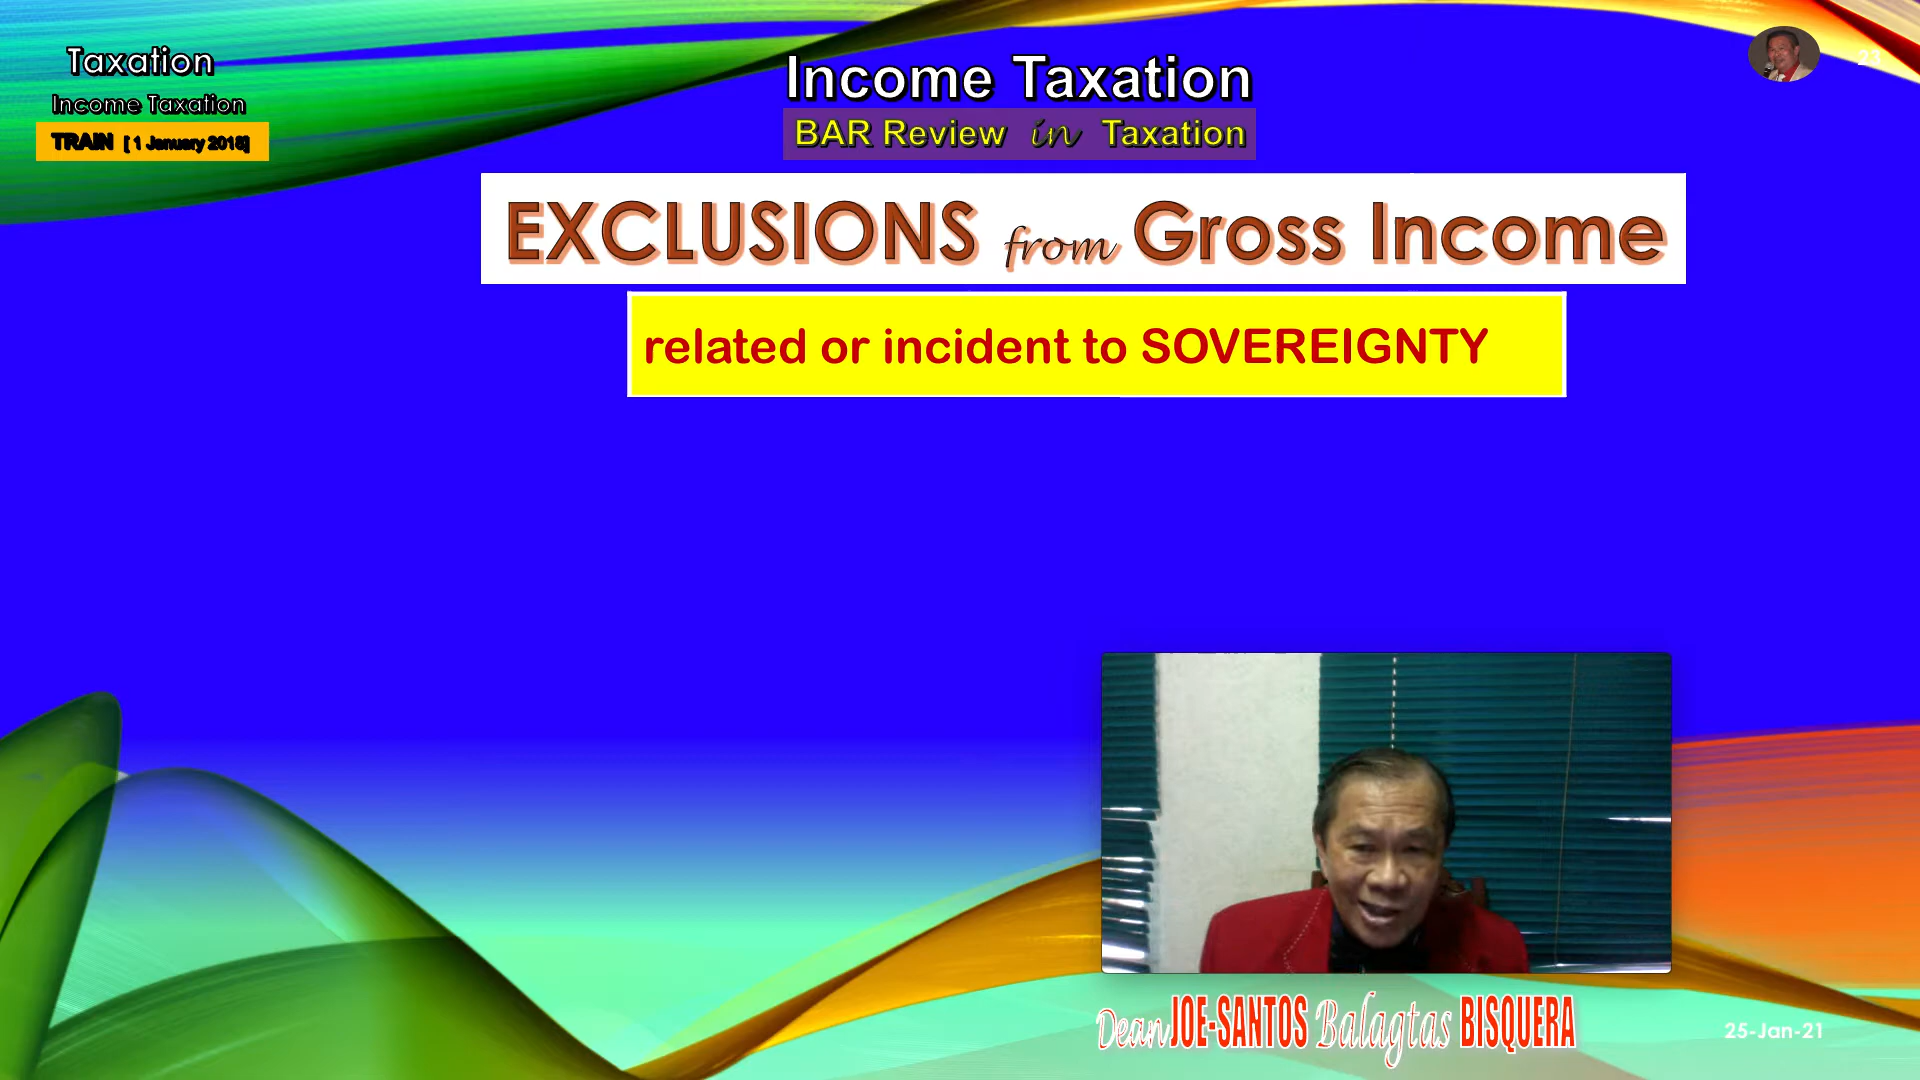 Taxation
Income Taxation
TRAIN [ 1 January 2018]
Income Taxation
BAR Review in Taxation
23
EXCLUSIONS from Gross Income
related or incident to SOVEREIGNTY
Dean JOE-SANTOS Balagtas BISQUERA
25-Jan-21